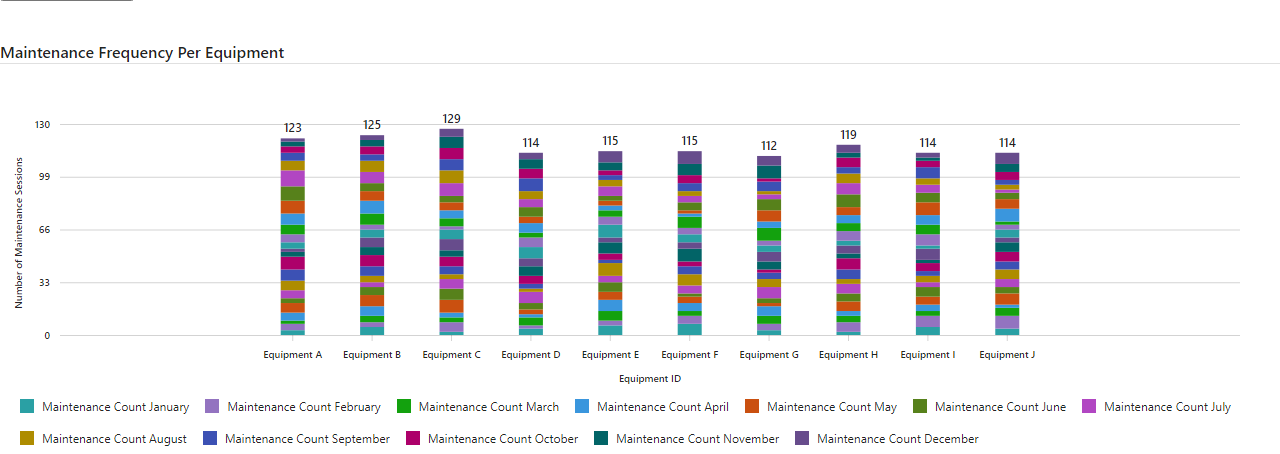 Maintenance Frequency Per Equipment
Number of Maintenance Sessions
130
99
66
33
0
123
125
129
114
115
115
112
119
114
114
Equipment A
Equipment B
Equipment C
Equipment D
Equipment E
Equipment F
Equipment G
Equipment H
Equipment I
Equipment J
Equipment ID
Maintenance Count January
Maintenance Count February
Maintenance Count March
Maintenance Count April
Maintenance Count May
Maintenance Count June
Maintenance Count July
Maintenance Count August
Maintenance Count September
Maintenance Count October
Maintenance Count November
Maintenance Count December